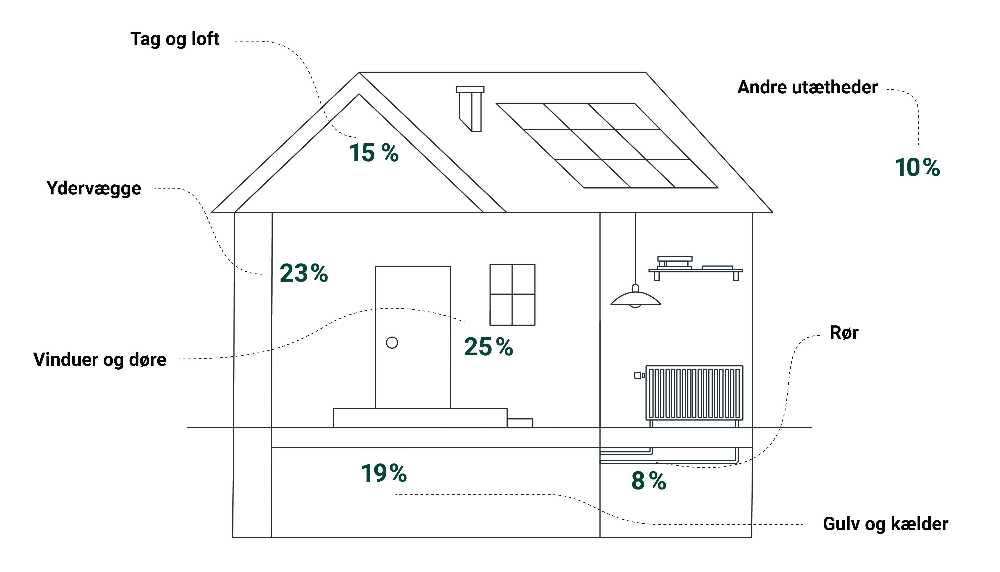 Tag og loft
15 %
Andre utætheder
10%
Ydervægge
23%
Vinduer og døre
25%
Rør
8%
19%
Gulv og kælder